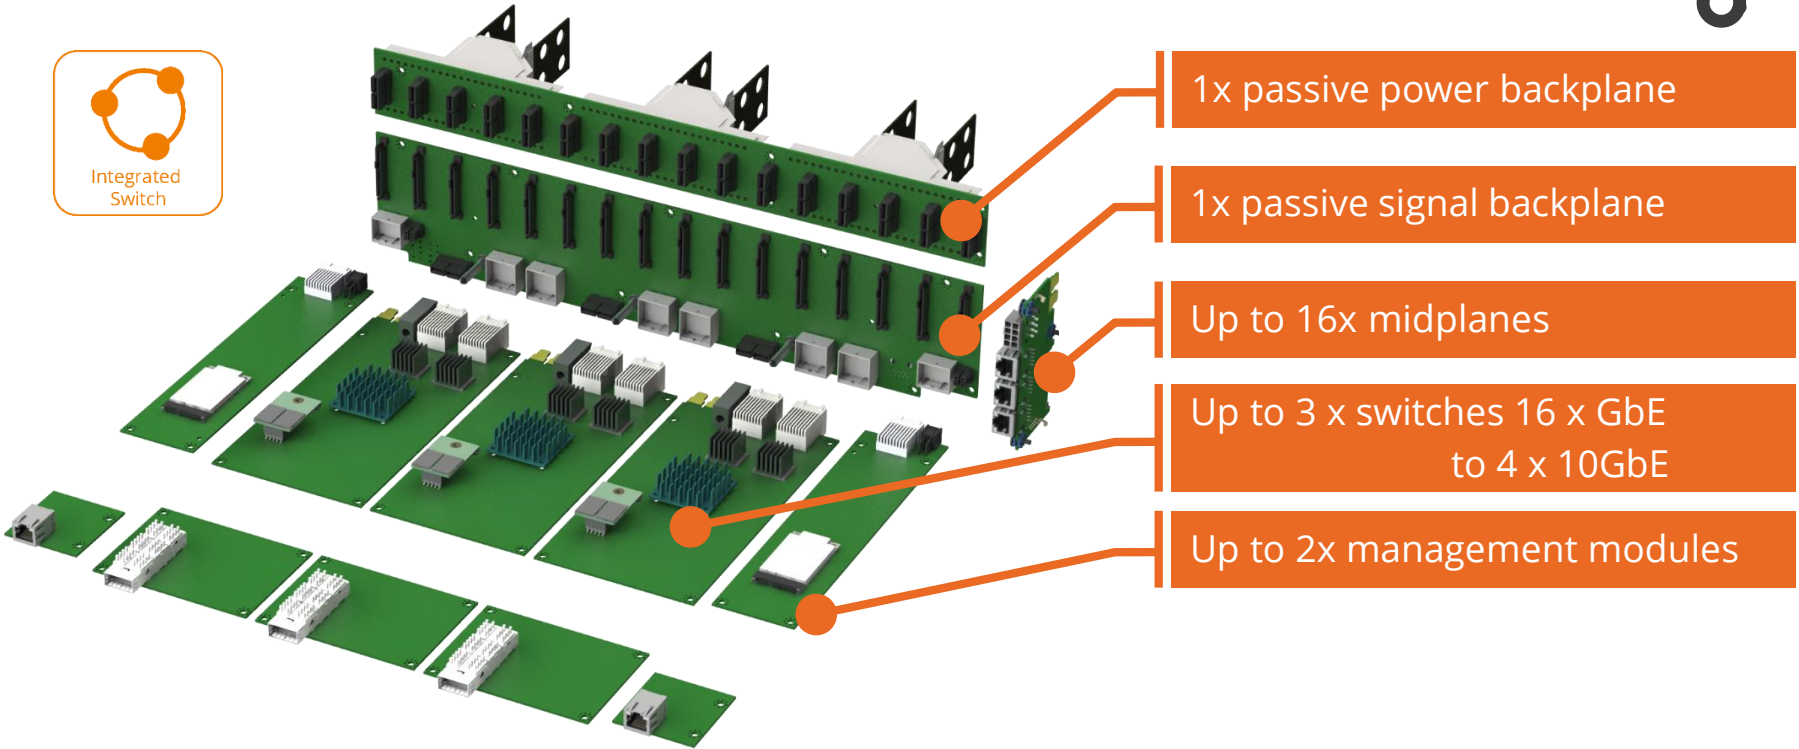 Integrated
Switch
1x passive power backplane
1x passive signal backplane
Up to 16x midplanes
Up to 3 x switches 16 x GbE
to 4 x 10GbE
Up to 2x management modules